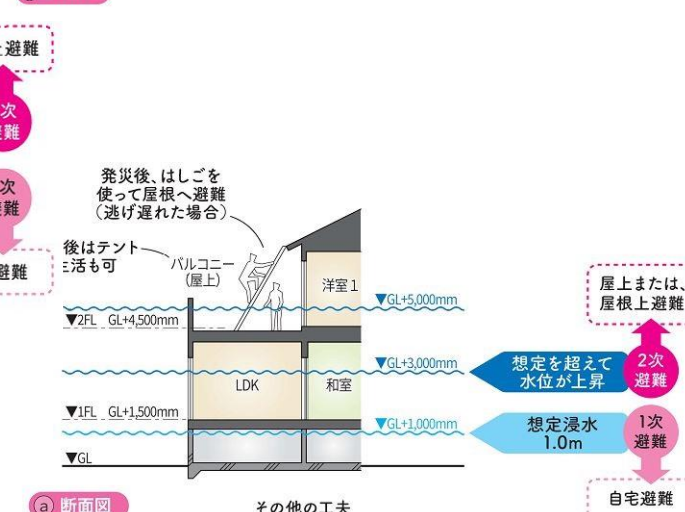 避難
次
避難
次
避難
避難
発災後、はしごを
使って屋根へ避難
(逃げ遅れた場合)
後はテント
生活も可
バルコニー
(屋上)
洋室1
▼GL+5,000mm
▼2FL GL+4,500mm
▼GL+3,000mm
LDK
和室
▼1FL GL+1,500mm
▼GL+1,000mm
▼GL
屋上または、
屋根上避難
想定を超えて
水位が上昇
2次
避難
想定浸水
1.0m
1次
避難
自宅避難
a 断面図
その他の工夫